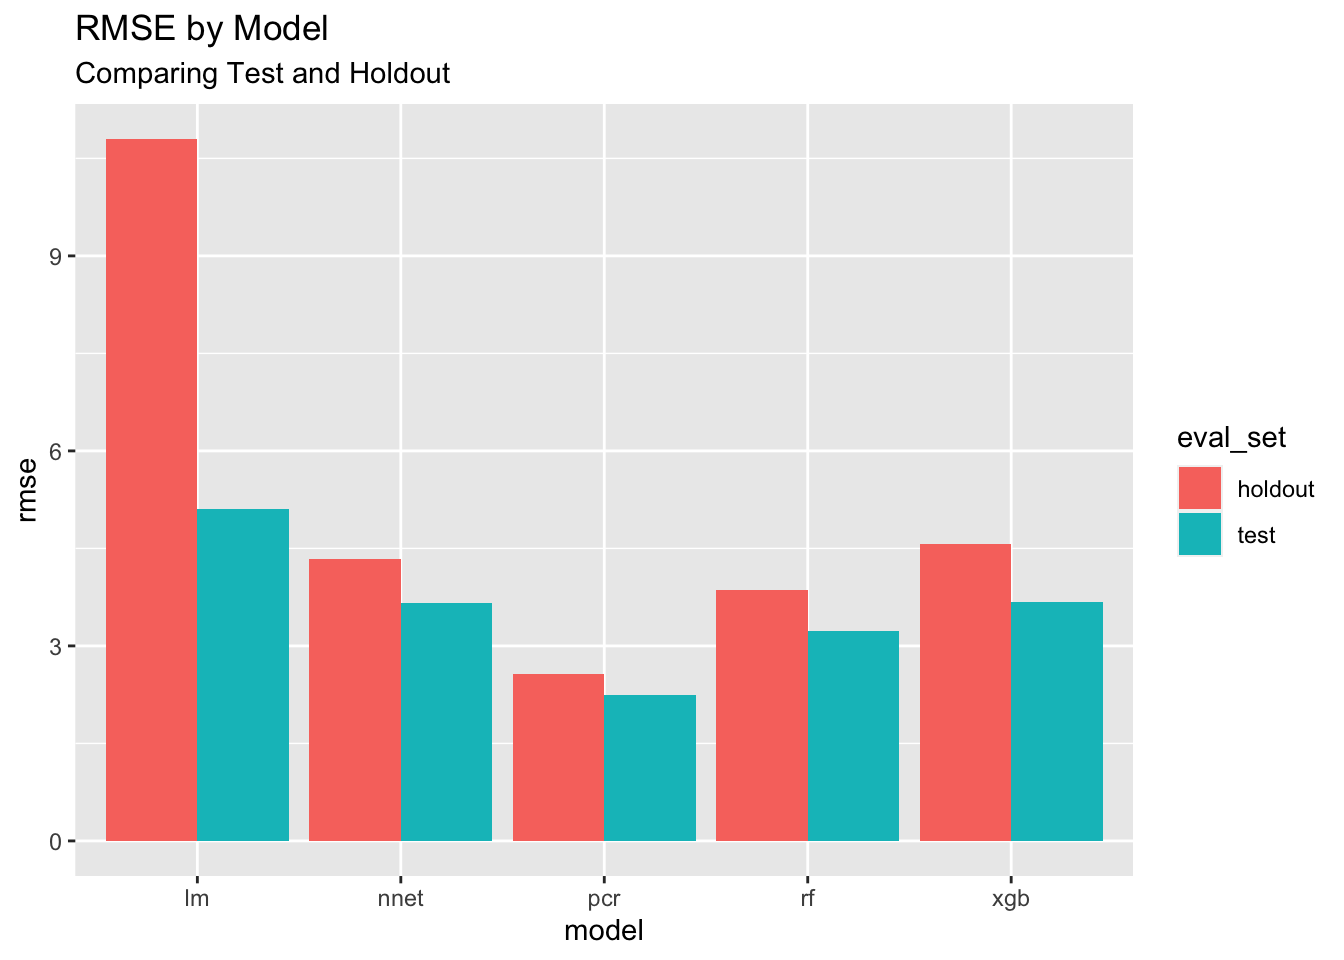 RMSE by Model
Comparing Test and Holdout
rmse
9
6
3
0
lm nnet pcr rf xgb
model
eval_set
holdout
test